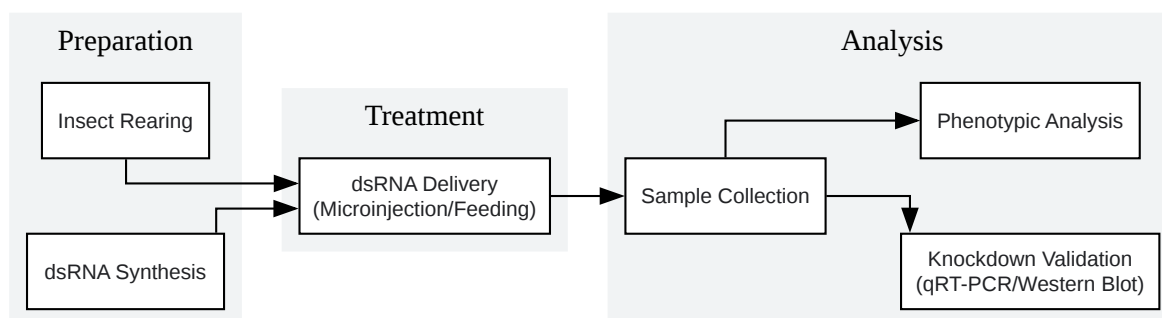 Preparation
Insect Rearing
dsRNA Synthesis
Treatment
dsRNA Delivery
(Microinjection/Feeding)
Analysis
Sample Collection
Phenotypic Analysis
Knockdown Validation
(qRT-PCR/Western Blot)